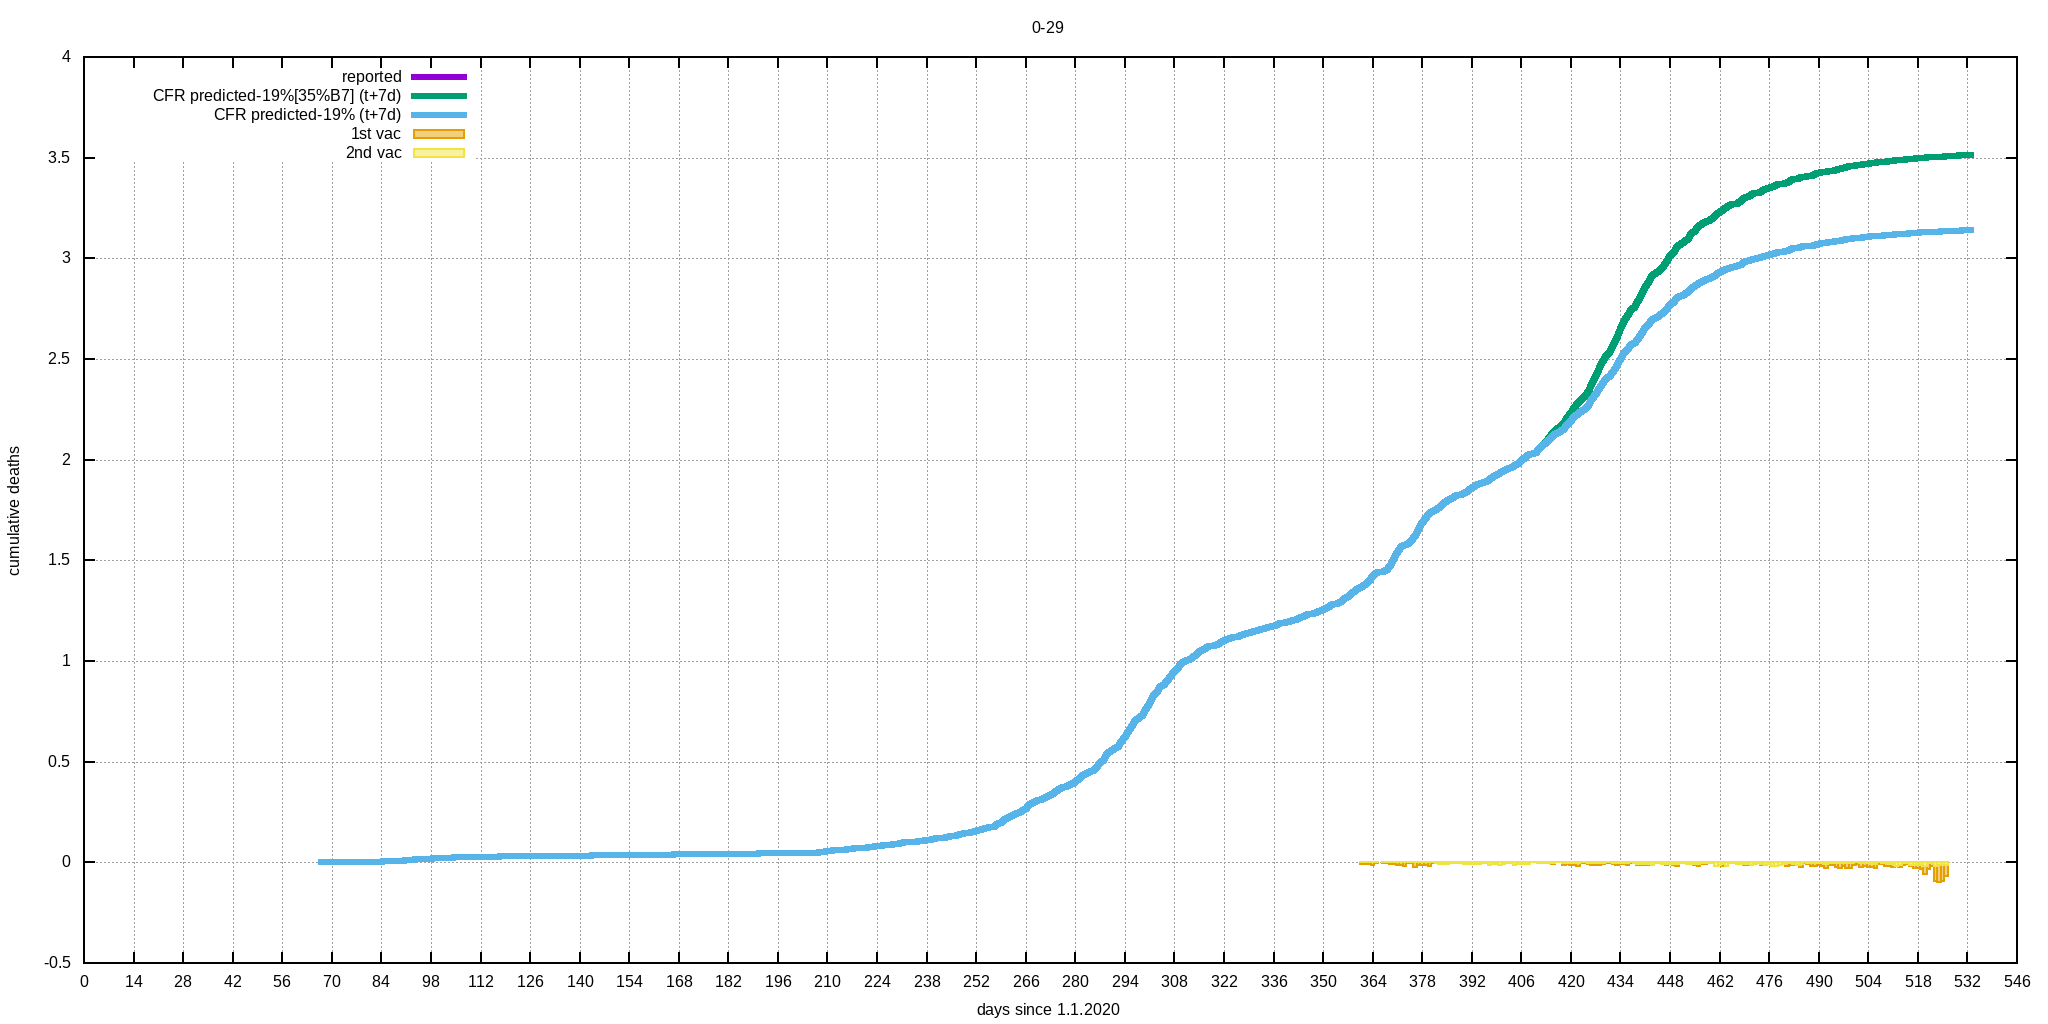 0-29
reported
CFR predicted-19%[35%B7] (t+7d)
CFR predicted-19% (t+7d)
1st vac
2nd vac
4
3.5
3
2.5
2
1.5
1
0.5
0
-0.5
cumulative deaths
0 14 28 42 56 70 84 98 112 126 140 154 168 182 196 210 224 238 252 266 280 294 308 322 336 350 364 378 392 406 420 434 448 462 476 490 504 518 532 546
days since 1.1.2020